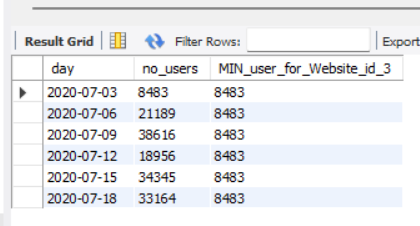 Result Grid Filter Rows: Export
day no_users MIN_user_for_Website_id_3
2020-07-03 8483 8483
2020-07-06 21189 8483
2020-07-09 38616 8483
2020-07-12 18956 8483
2020-07-15 34345 8483
2020-07-18 33164 8483